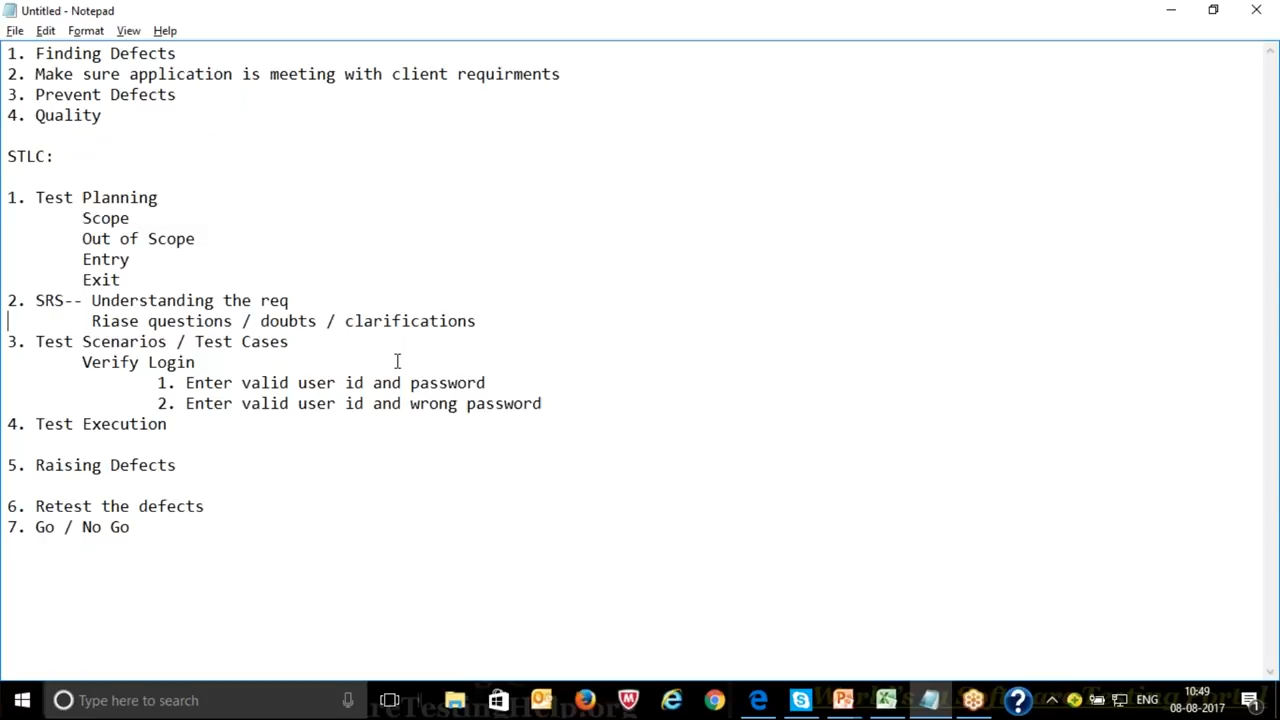 Untitled - Notepad
File Edit Format View Help
1. Finding Defects
2. Make sure application is meeting with client requirments
3. Prevent Defects
4. Quality
STLC:
1. Test Planning
Scope
Out of Scope
Entry
Exit
2. SRS-- Understanding the req
Riase questions / doubts / clarifications
3. Test Scenarios / Test Cases
Verify Login
1. Enter valid user id and password
2. Enter valid user id and wrong password
4. Test Execution
5. Raising Defects
6. Retest the defects
7. Go / No Go
Type here to search
ENG
10:49
08-08-2017
reTestingHelp.org